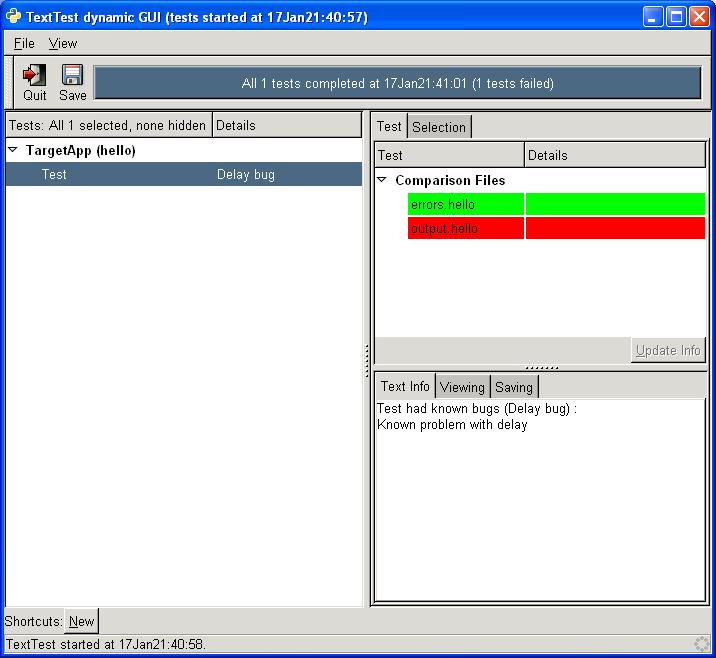 TextTest dynamic GUI (tests started at 17Jan21:40:57)
File View
Quit Save
All 1 tests completed at 17Jan21:41:01 (1 tests failed)
Tests: All 1 selected, none hidden Details
TargetApp (hello)
Test Delay bug
Test Selection
Test Details
Comparison Files
errors.hello
output.hello
Update Info
Text Info Viewing Saving
Test had known bugs (Delay bug) :
Known problem with delay
Shortcuts: New
TextTest started at 17Jan21:40:58.